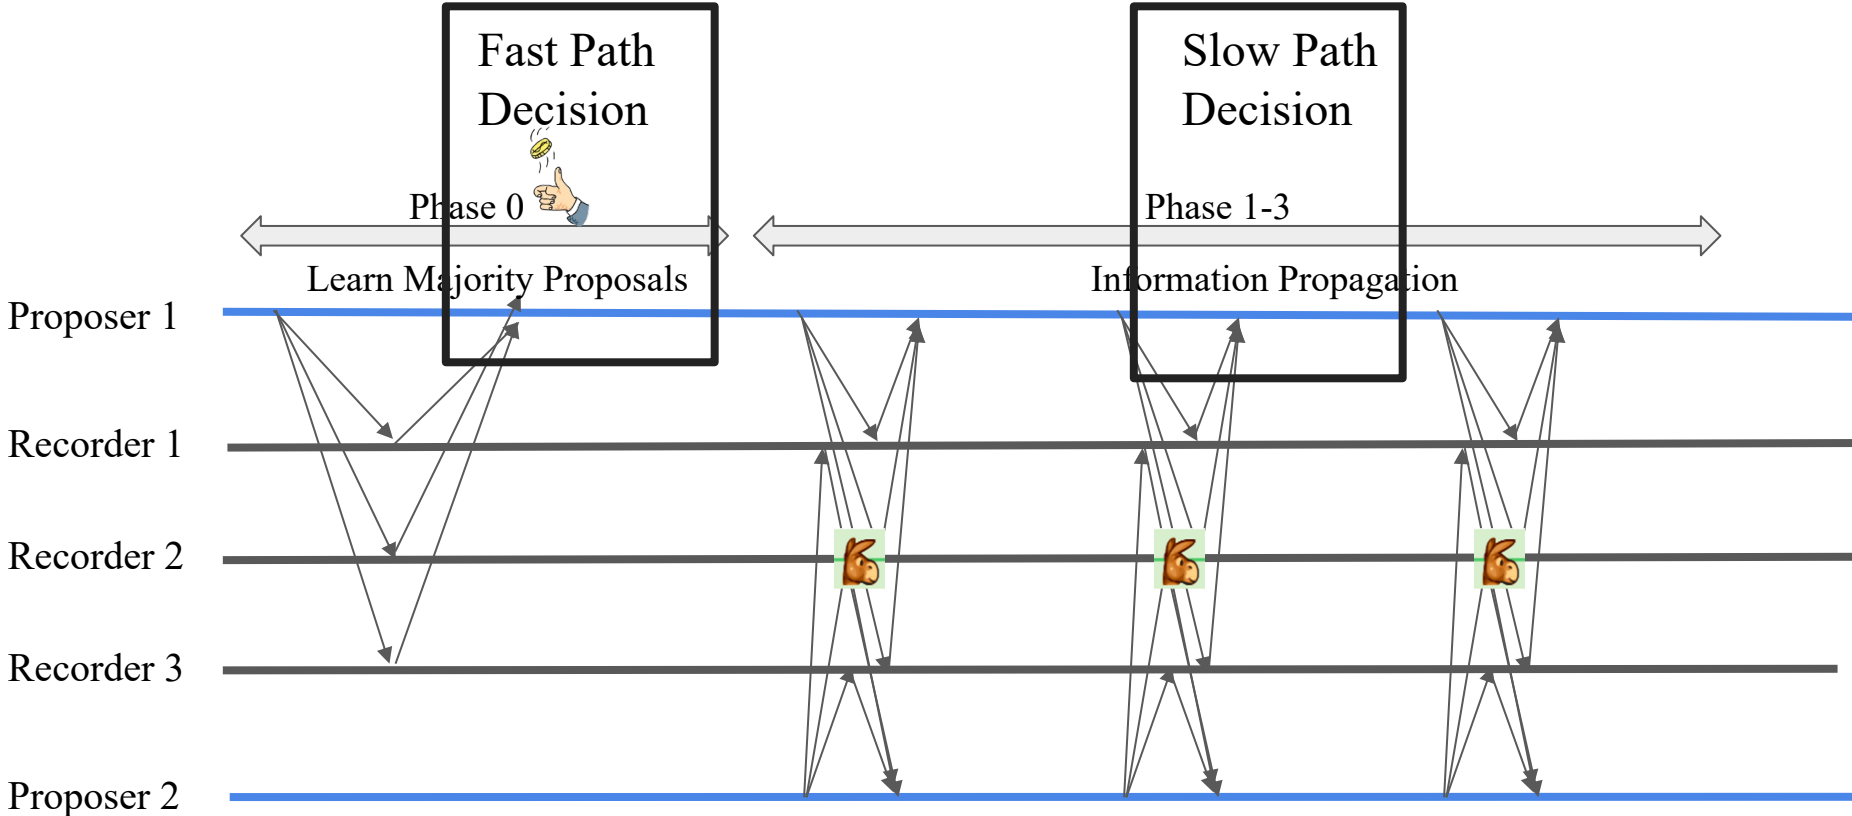 Fast Path
Decision
Slow Path
Decision
Phase 0
Phase 1-3
Learn Majority Proposals
Information Propagation
Proposer 1
Recorder 1
Recorder 2
Recorder 3
Proposer 2